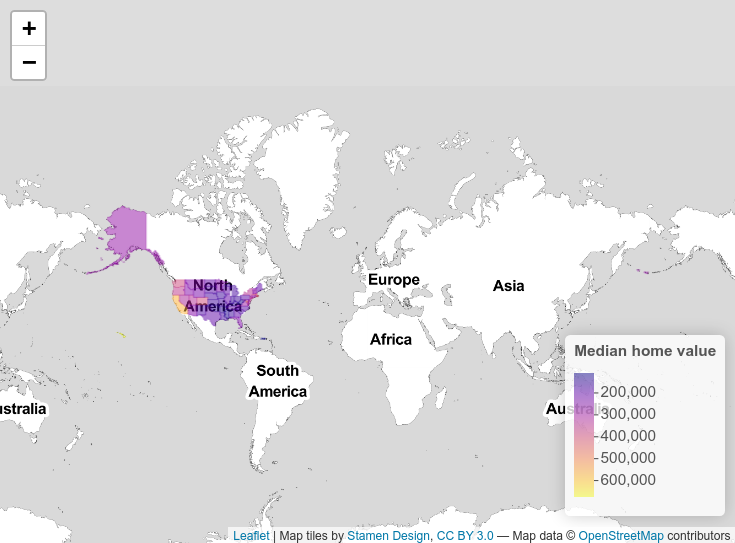 +
−
North
America
Europe
Asia
Africa
South
America
ustralia
Australia
Median home value
200,000
300,000
400,000
500,000
600,000
Leaflet | Map tiles by Stamen Design, CC BY 3.0 — Map data © OpenStreetMap contributors